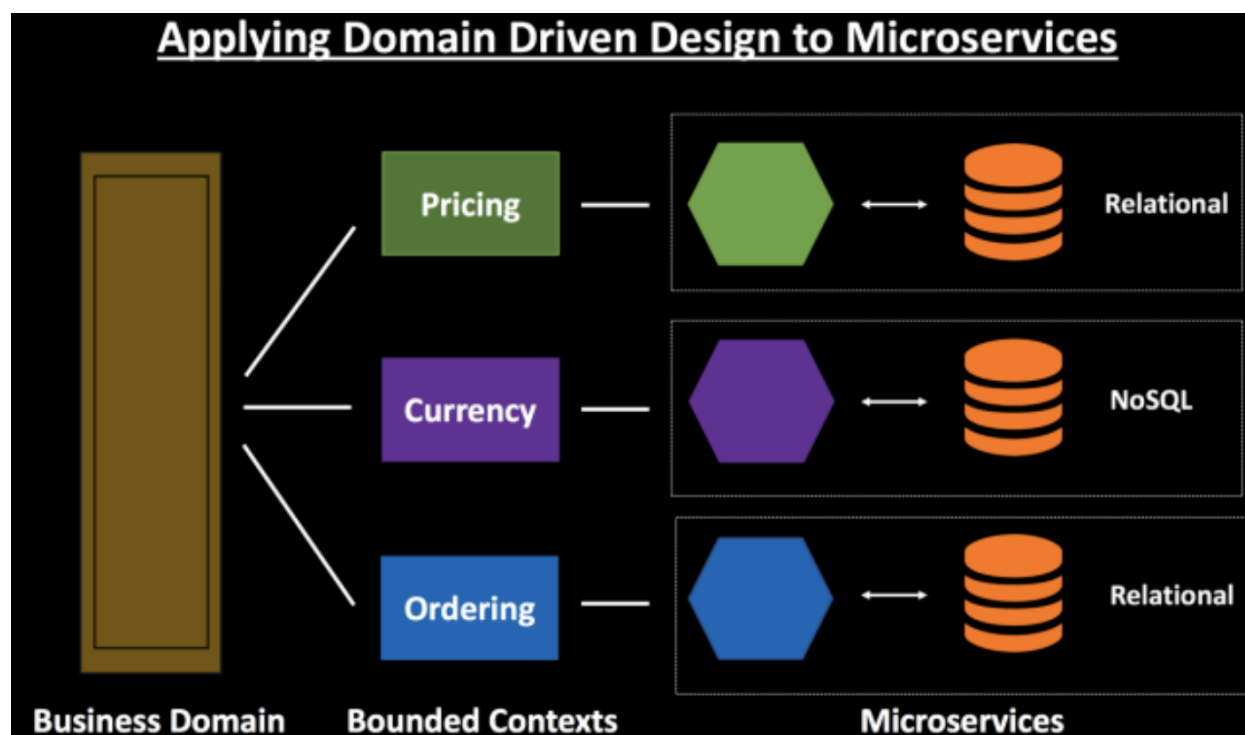 Applying Domain Driven Design to Microservices
Pricing
Relational
Currency
NoSQL
Ordering
Relational
Business Domain
Bounded Contexts
Microservices